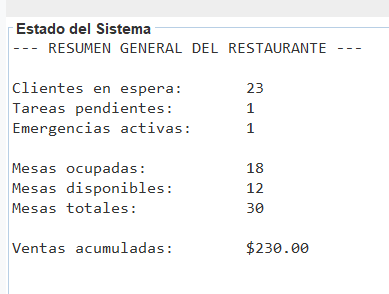 Estado del Sistema
--- RESUMEN GENERAL DEL RESTAURANTE ---
Clientes en espera: 23
Tareas pendientes: 1
Emergencias activas: 1
Mesas ocupadas: 18
Mesas disponibles: 12
Mesas totales: 30
Ventas acumuladas: $230.00